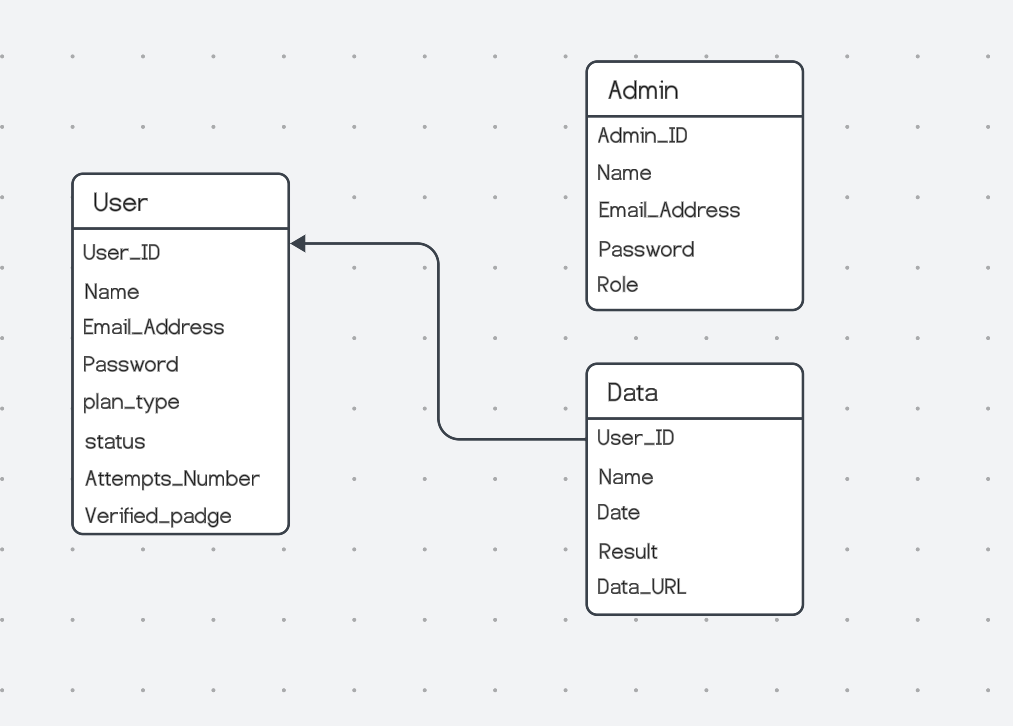 User
User_ID
Name
Email_Address
Password
plan_type
status
Attempts_Number
Verified_padge
Admin
Admin_ID
Name
Email_Address
Password
Role
Data
User_ID
Name
Date
Result
Data_URL